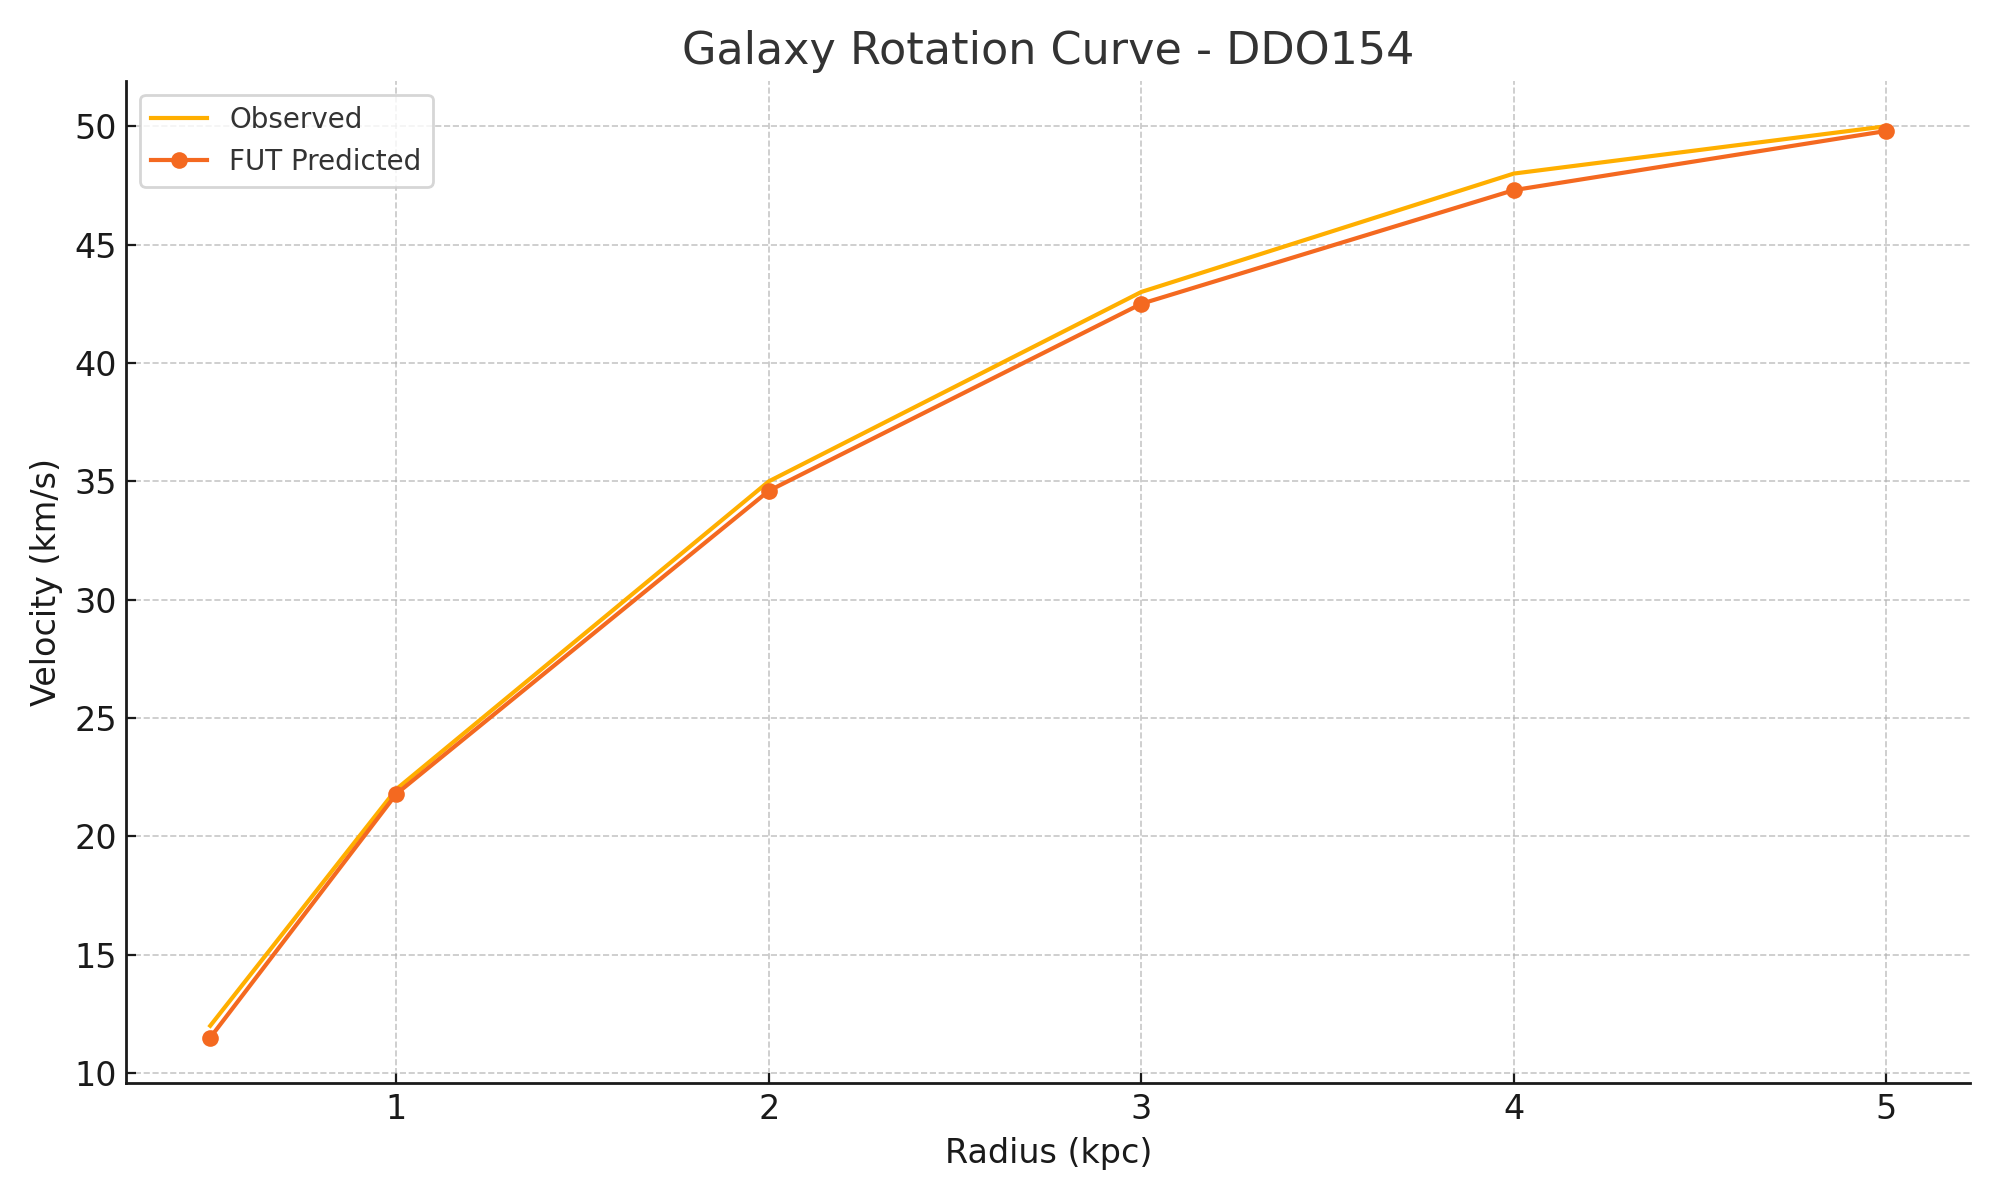 Galaxy Rotation Curve - DDO154
Observed
FUT Predicted
50
45
40
35
30
25
20
15
10
Velocity (km/s)
1 2 3 4 5
Radius (kpc)